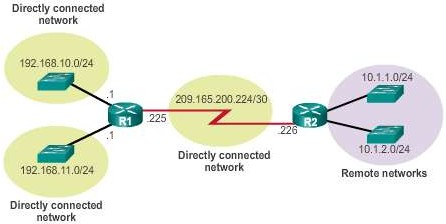 Directly connected
network
192.168.10.0/24
.1
R1
.225
.1
192.168.11.0/24
Directly connected
network
209.165.200.224/30
.226
Directly connected
network
R2
10.1.1.0/24
10.1.2.0/24
Remote networks